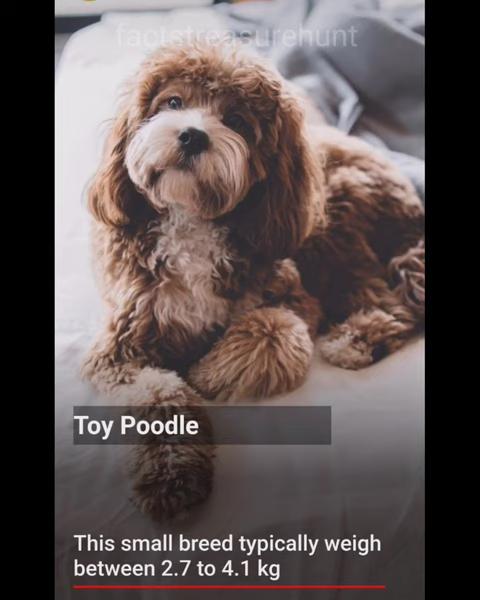 factstreasurehunt
Toy Poodle
This small breed typically weigh
between 2.7 to 4.1 kg